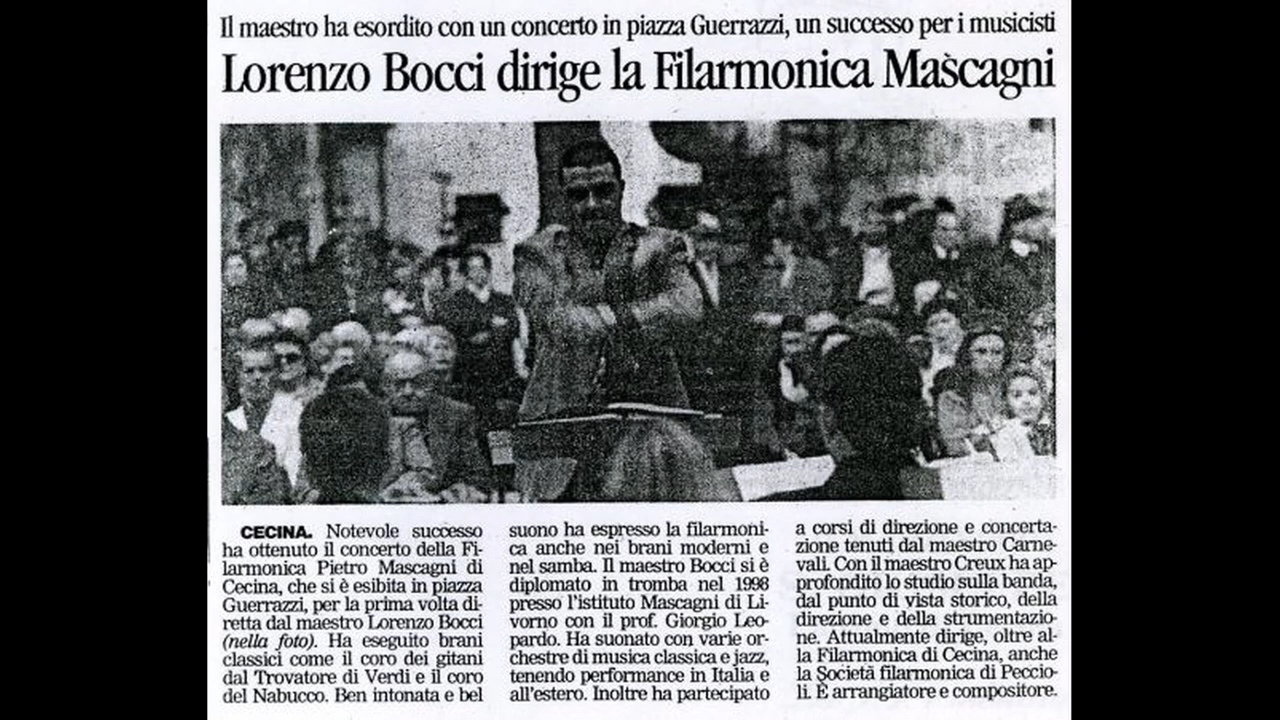 Il maestro ha esordito con un concerto in piazza Guerrazzi, un successo per i musicisti
Lorenzo Bocci dirige la Filarmonica Mascagni
CECINA. Notevole successo
ha ottenuto il concerto della Fi-
larmonica Pietro Mascagni di
Cecina, che si è esibita in piazza
Guerrazzi, per la prima volta di-
retta dal maestro Lorenzo Bocci
(nella foto). Ha eseguito brani
classici come il coro dei gitani
dal Trovatore di Verdi e il coro
del Nabucco. Ben intonata e bel
suono ha espresso la filarmoni-
ca anche nei brani moderni e
nel samba. Il maestro Bocci si è
diplomato in tromba nel 1998
presso l'istituto Mascagni di Li-
vorno con il prof. Giorgio Leo-
pardo. Ha suonato con varie or-
chestre di musica classica e jazz,
tenendo performance in Italia e
all'estero. Inoltre ha partecipato
a corsi di direzione e concerta-
zione tenuti dal maestro Carne-
vali. Con il maestro Creux ha ap-
profondito lo studio sulla banda,
dal punto di vista storico, della
direzione e della strumentazio-
ne. Attualmente dirige, oltre al-
la Filarmonica di Cecina, anche
la Società filarmonica di Peccio-
li. È arrangiatore e compositore.